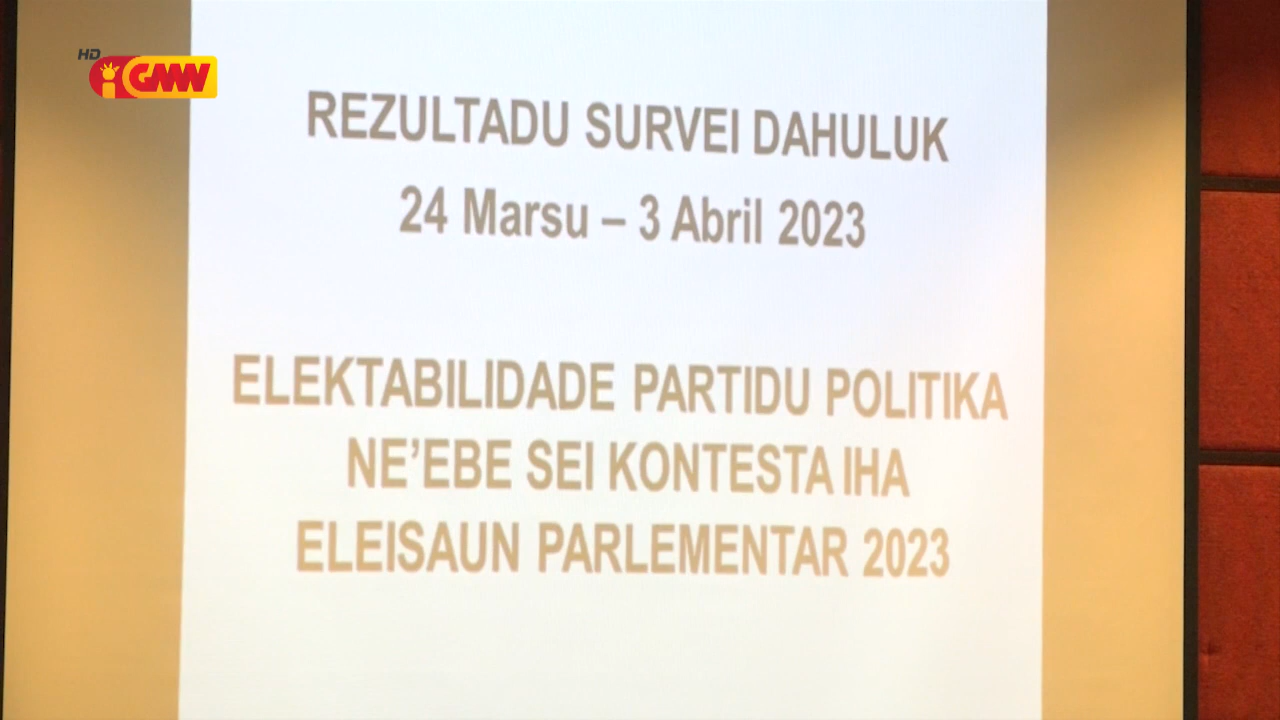 HD
GMN
REZULTADU SURVEI DAHULUK
24 Marsu – 3 Abril 2023
ELEKTABILIDADE PARTIDU POLITIKA
NE’EBE SEI KONTESTA IHA
ELEISAUN PARLEMENTAR 2023